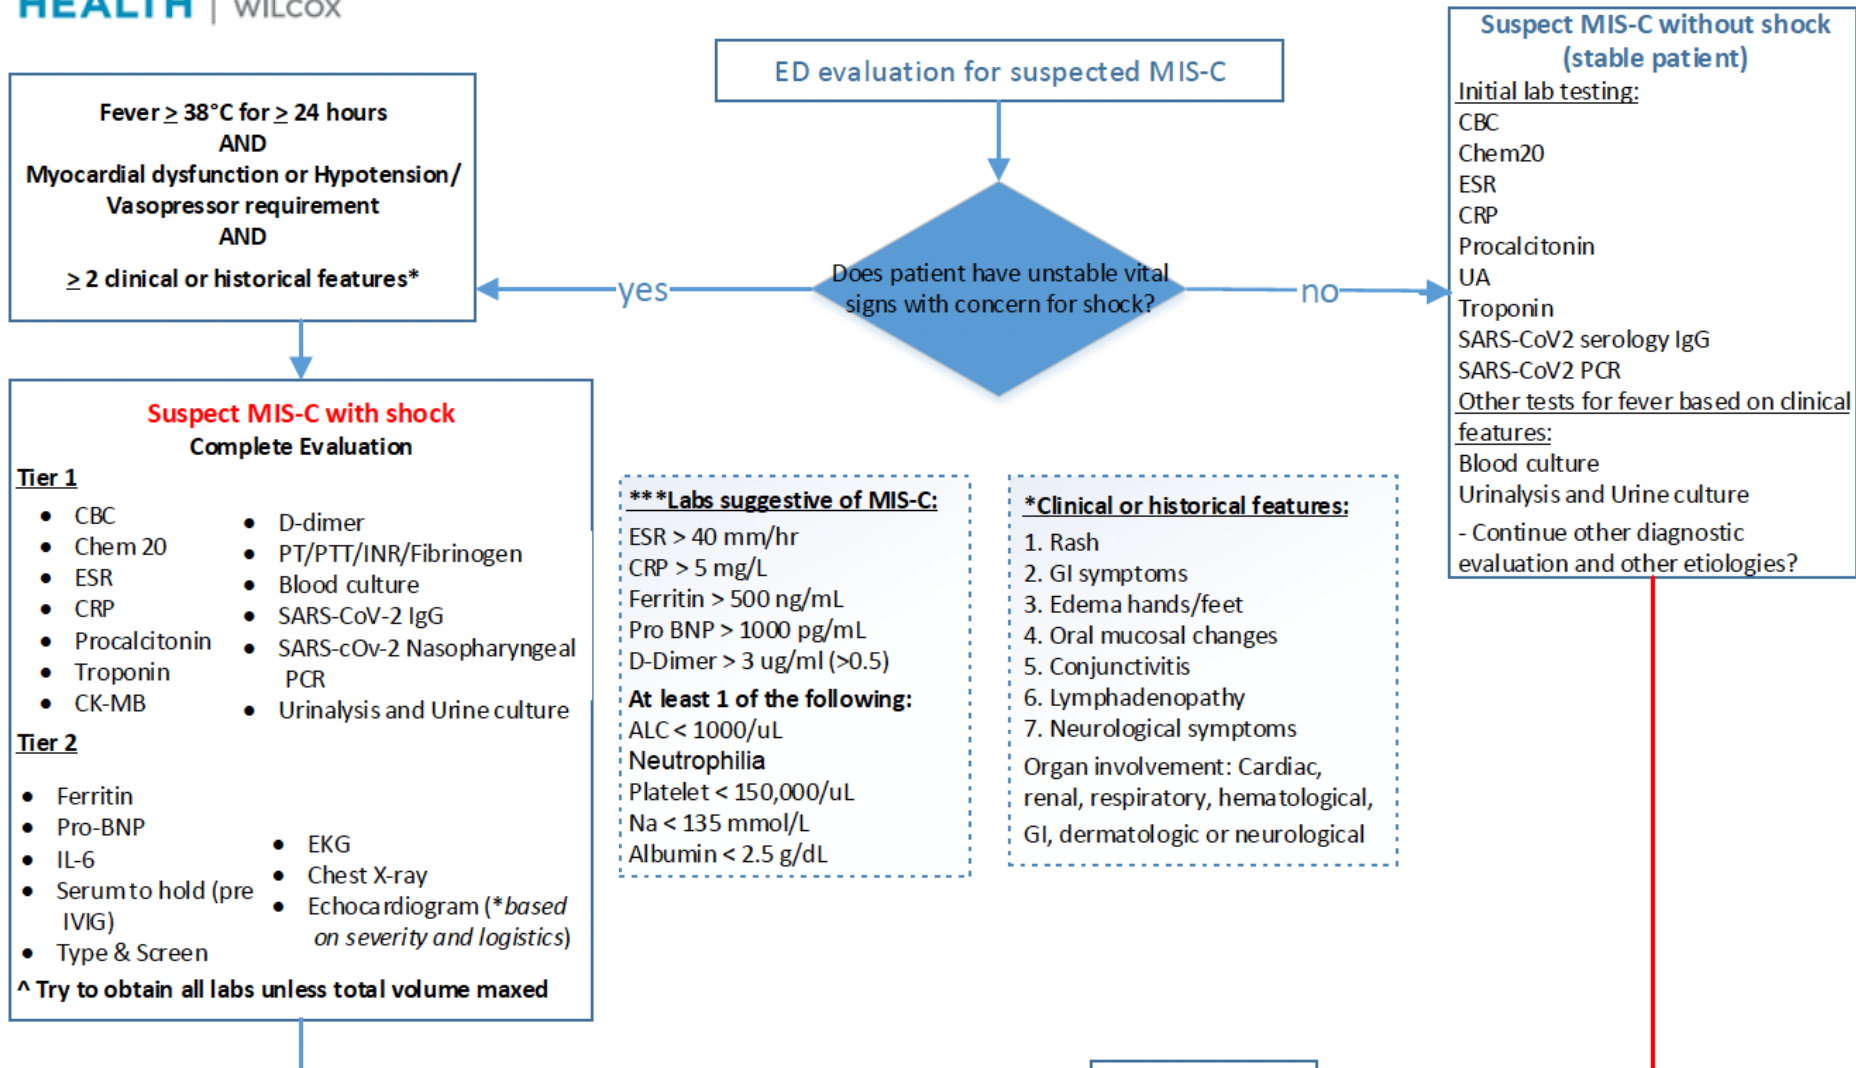 HEALTH | WILCOX
ED evaluation for suspected MIS-C
Fever ≥ 38°C for ≥ 24 hours
AND
Myocardial dysfunction or Hypotension/
Vasopressor requirement
AND
≥ 2 clinical or historical features*
Does patient have unstable vital
signs with concern for shock?
yes
no
Suspect MIS-C without shock
(stable patient)
Initial lab testing:
CBC
Chem20
ESR
CRP
Procalcitonin
UA
Troponin
SARS-CoV2 serology IgG
SARS-CoV2 PCR
Other tests for fever based on clinical
features:
Blood culture
Urinalysis and Urine culture
- Continue other diagnostic
evaluation and other etiologies?
Suspect MIS-C with shock
Complete Evaluation
Tier 1
• CBC
• Chem 20
• ESR
• CRP
• Procalcitonin
• Troponin
• CK-MB
• D-dimer
• PT/PTT/INR/Fibrinogen
• Blood culture
• SARS-CoV-2 IgG
• SARS-cOv-2 Nasopharyngeal
PCR
• Urinalysis and Urine culture
Tier 2
• Ferritin
• Pro-BNP
• IL-6
• Serum to hold (pre
IVIG)
• Type & Screen
• EKG
• Chest X-ray
• Echocardiogram (*based
on severity and logistics)
^ Try to obtain all labs unless total volume maxed
***Labs suggestive of MIS-C:
ESR > 40 mm/hr
CRP > 5 mg/L
Ferritin > 500 ng/mL
Pro BNP > 1000 pg/mL
D-Dimer > 3 ug/ml (>0.5)
At least 1 of the following:
ALC < 1000/uL
Neutrophilia
Platelet < 150,000/uL
Na < 135 mmol/L
Albumin < 2.5 g/dL
*Clinical or historical features:
1. Rash
2. GI symptoms
3. Edema hands/feet
4. Oral mucosal changes
5. Conjunctivitis
6. Lymphadenopathy
7. Neurological symptoms
Organ involvement: Cardiac,
renal, respiratory, hematological,
GI, dermatologic or neurological